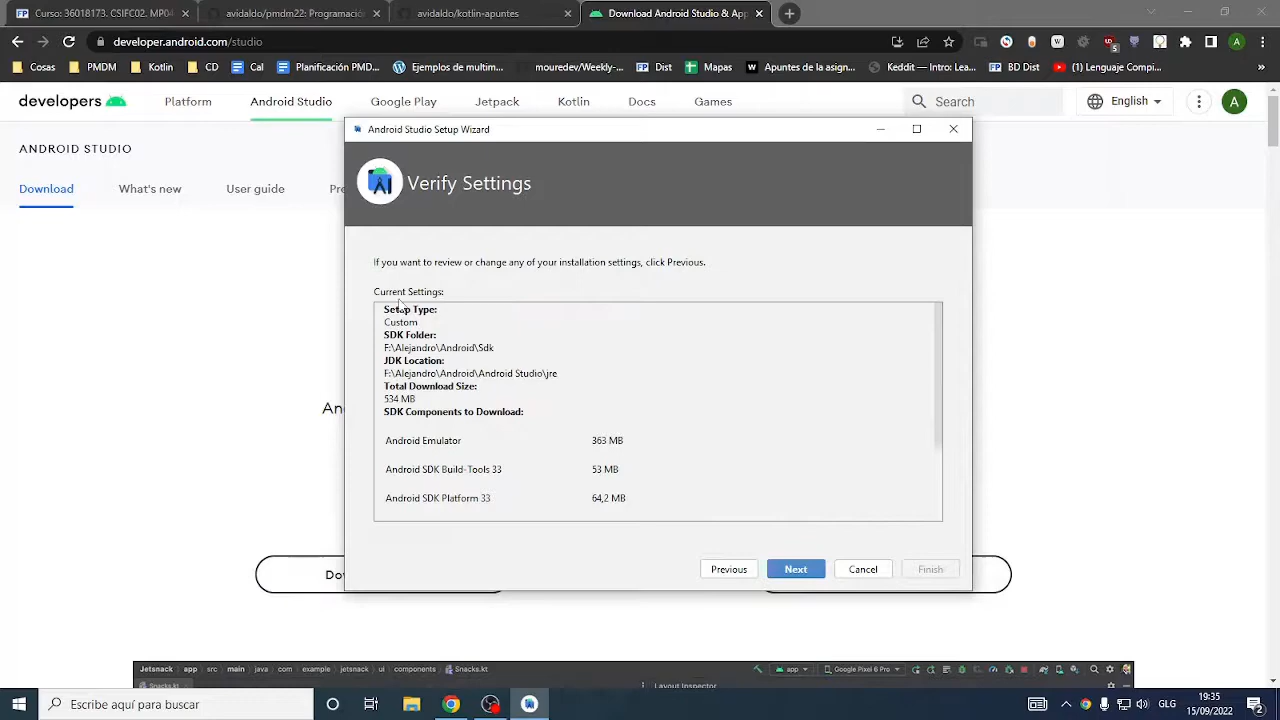 Curso: 36018173. CSIFC02. MP04
avidaldo/pmdm22: Programació
avidaldo/kotlin-apuntes
Download Android Studio & App
developer.android.com/studio
Cosas
PMDM
Kotlin
CD
Cal
Planificación PMD...
Ejemplos de multim...
mouredev/Weekly-...
Dist
Mapas
Apuntes de la asign...
Keddit — Intro: Lea...
BD Dist
(1) Lenguaje Compi...
»
developers
Platform
Android Studio
Google Play
Jetpack
Kotlin
Docs
Games
Search
English
A
ANDROID STUDIO
Download
What's new
User guide
Pre
Android Studio Setup Wizard
Verify Settings
If you want to review or change any of your installation settings, click Previous.
Current Settings:
Setup Type:
Custom
SDK Folder:
F:\Alejandro\Android\Sdk
JDK Location:
F:\Alejandro\Android\Android Studio\jre
Total Download Size:
534 MB
SDK Components to Download:
Android Emulator 363 MB
Android SDK Build-Tools 33 53 MB
Android SDK Platform 33 64,2 MB
An
Previous
Next
Cancel
Finish
Dov
Jetsnack
app
src
main
java
com
example
jetsnack
ui
components
Snacks.kt
app
Google Pixel 6 Pro
Snacks.kt
Layout Inspector
Escribe aquí para buscar
GLG
19:35
15/09/2022